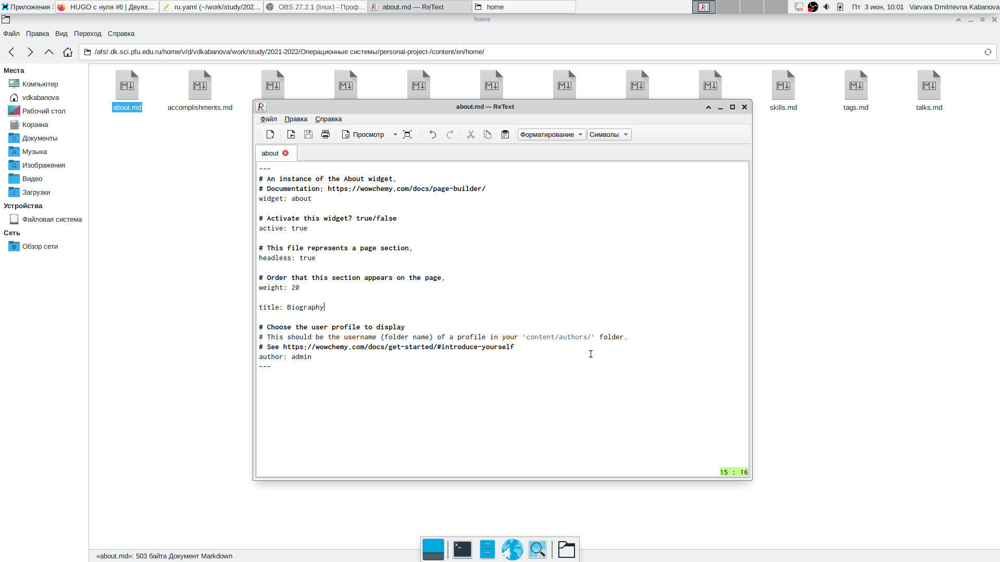 Приложения
HUGO с нуля #6 | Двуяз...
ru.yaml (~/work/study/202...
OBS 27.2.1 (linux) - Проф...
about.md — ReText
home
Пт 3 июн, 10:01
Varvara Dmitrievna Kabanova
home
Файл Правка Вид Переход Справка
/afs/.dk.sci.pfu.edu.ru/home/v/d/vdkabanova/work/study/2021-2022/Операционные системы/personal-project-/content/en/home/
Места
Компьютер
vdkabanova
Рабочий стол
Корзина
Документы
Музыка
Изображения
Видео
Загрузки
Устройства
Файловая система
Сеть
Обзор сети
about.md
accomplishments.md
skills.md
tags.md
talks.md
about.md — ReText
Файл Правка Справка
Просмотр
Форматирование
Символы
about
---
# An instance of the About widget.
# Documentation: https://wowchemy.com/docs/page-builder/
widget: about
# Activate this widget? true/false
active: true
# This file represents a page section.
headless: true
# Order that this section appears on the page.
weight: 20
title: Biography
# Choose the user profile to display
# This should be the username (folder name) of a profile in your `content/authors/` folder.
# See https://wowchemy.com/docs/get-started/#introduce-yourself
author: admin
---
15 : 16
«about.md»: 503 байта Документ Markdown